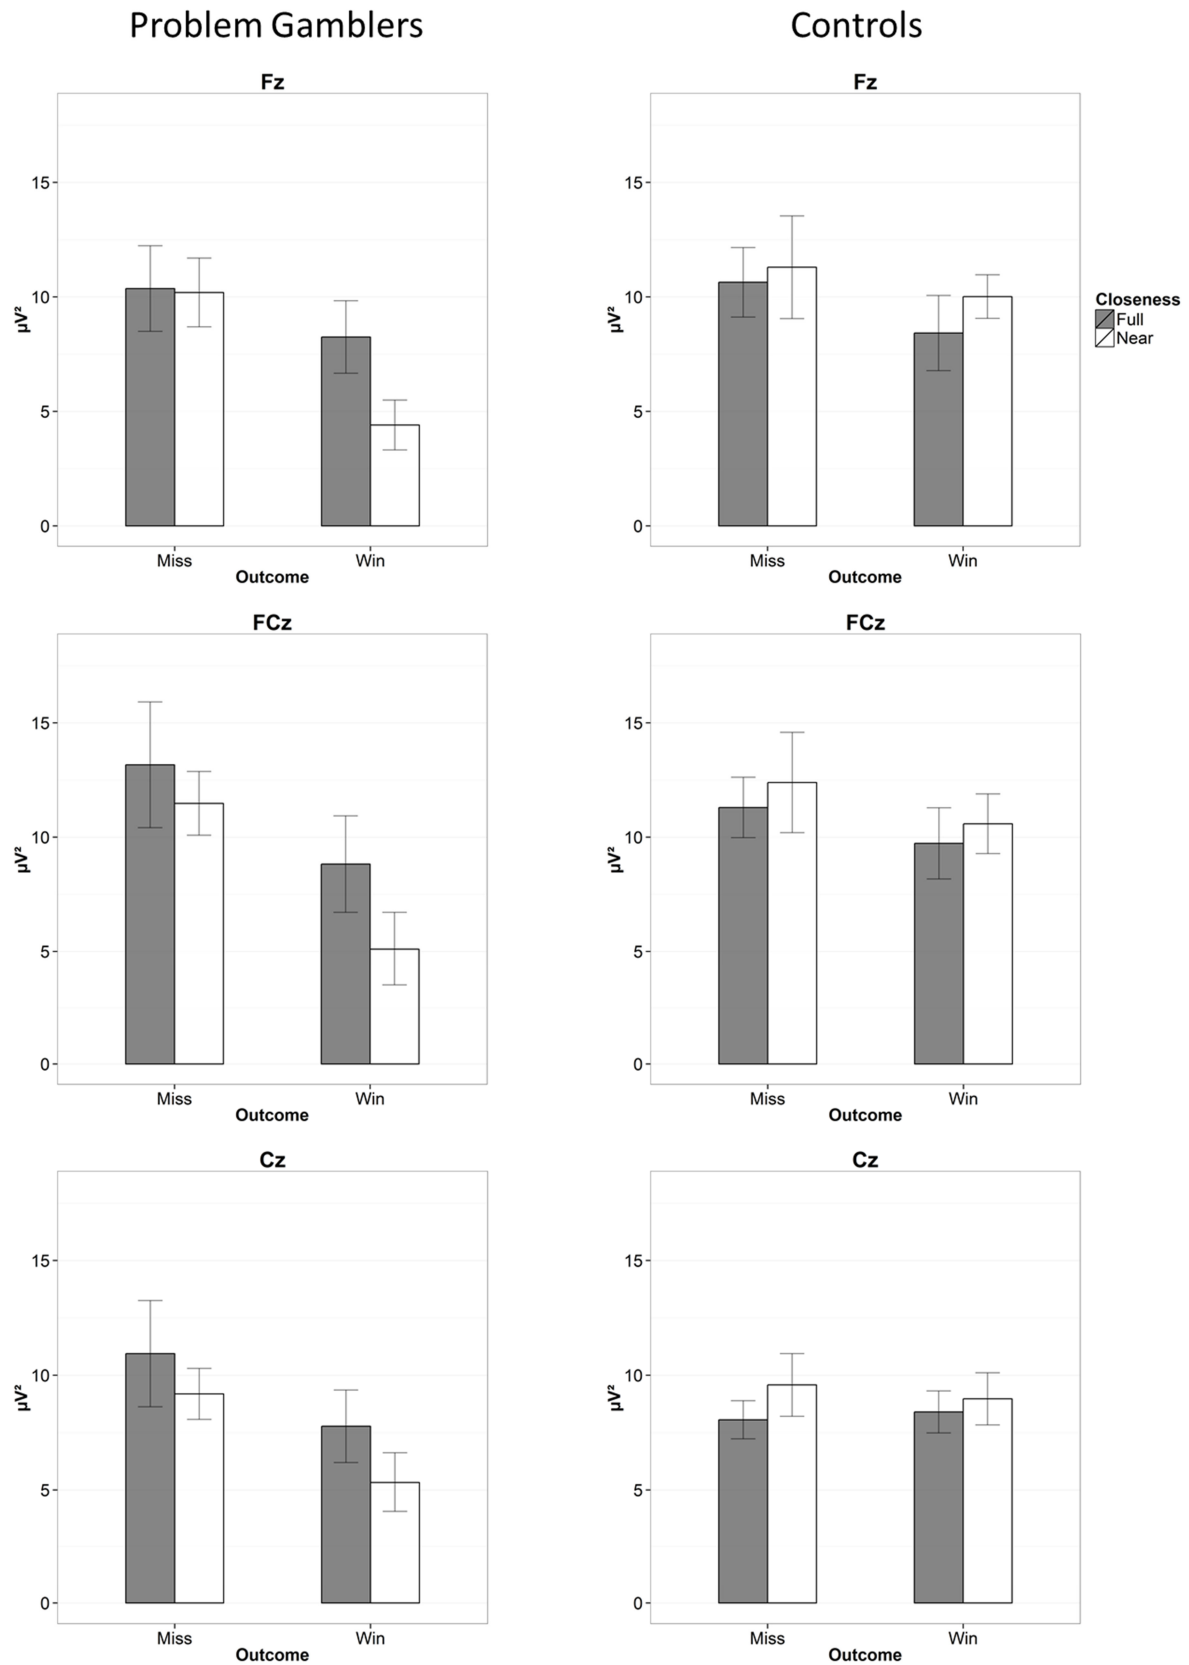 Problem Gamblers
Controls
Fz
15
10
5
0
µV²
Miss
Win
Outcome
Fz
15
10
5
0
µV²
Miss
Win
Outcome
Closeness
Full
Near
FCz
15
10
5
0
µV²
Miss
Win
Outcome
FCz
15
10
5
0
µV²
Miss
Win
Outcome
Cz
15
10
5
0
µV²
Miss
Win
Outcome
Cz
15
10
5
0
µV²
Miss
Win
Outcome